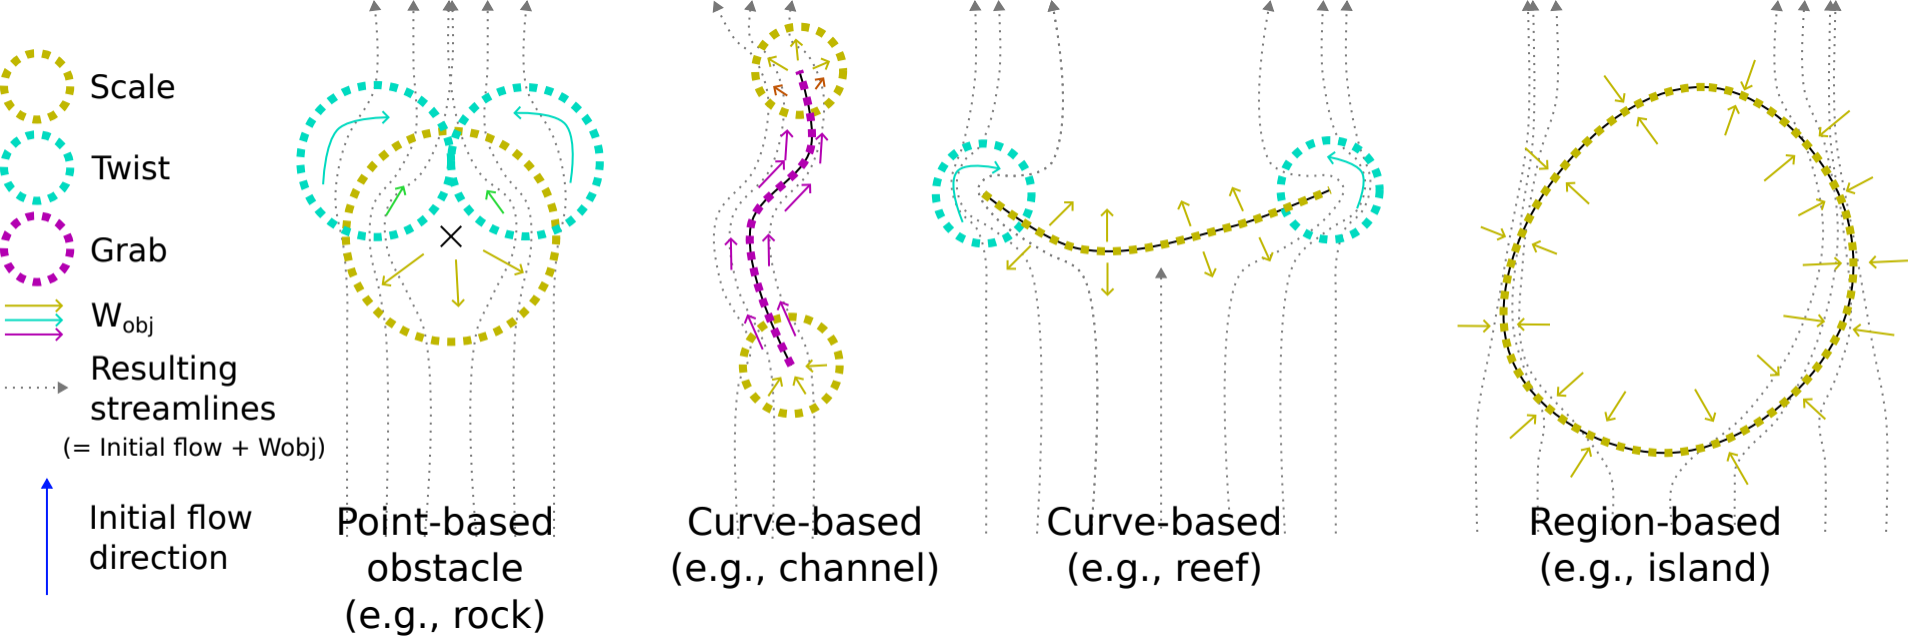 Scale
Twist
Grab
Wobj
Resulting
streamlines
(= Initial flow + Wobj)
Initial flow
direction
Point-based
obstacle
(e.g., rock)
Curve-based
(e.g., channel)
Curve-based
(e.g., reef)
Region-based
(e.g., island)